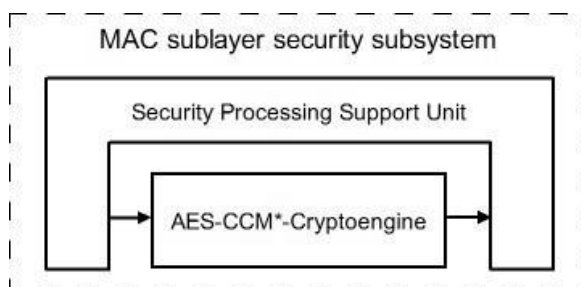 MAC sublayer security subsystem
Security Processing Support Unit
AES-CCM*-Cryptoengine